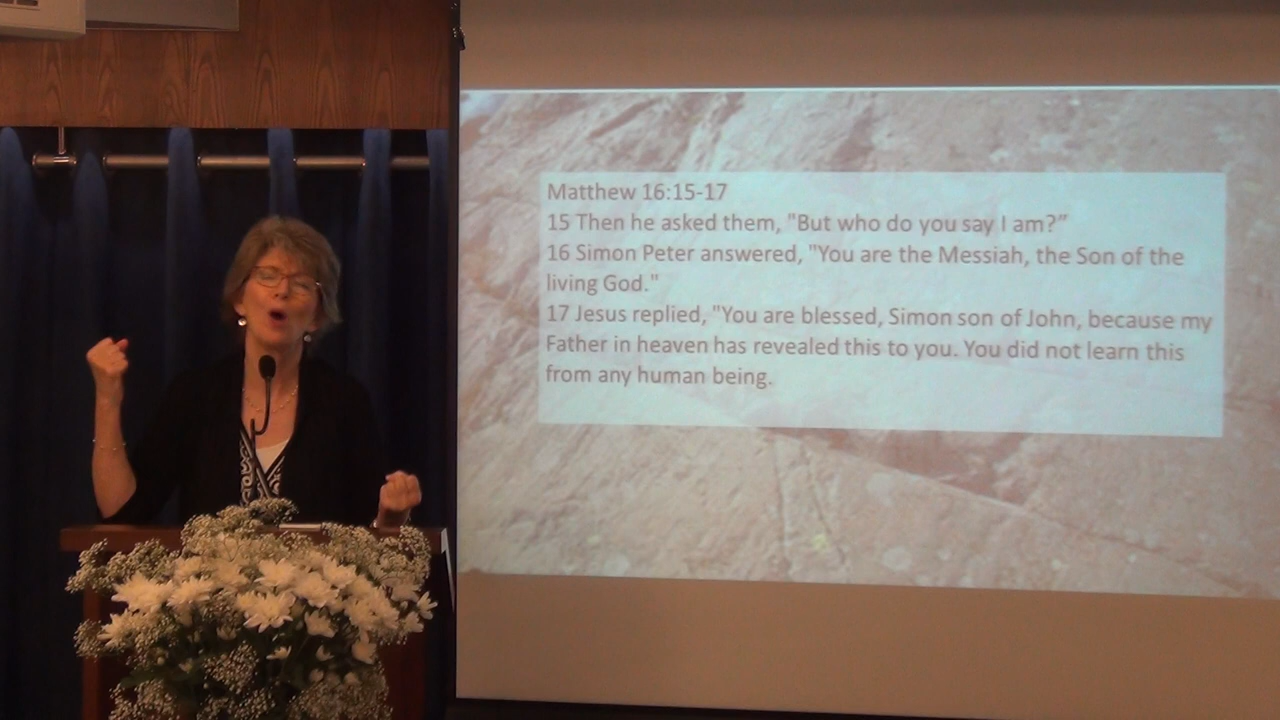 Matthew 16:15-17
15 Then he asked them, "But who do you say I am?”
16 Simon Peter answered, "You are the Messiah, the Son of the
living God."
17 Jesus replied, "You are blessed, Simon son of John, because my
Father in heaven has revealed this to you. You did not learn this
from any human being.